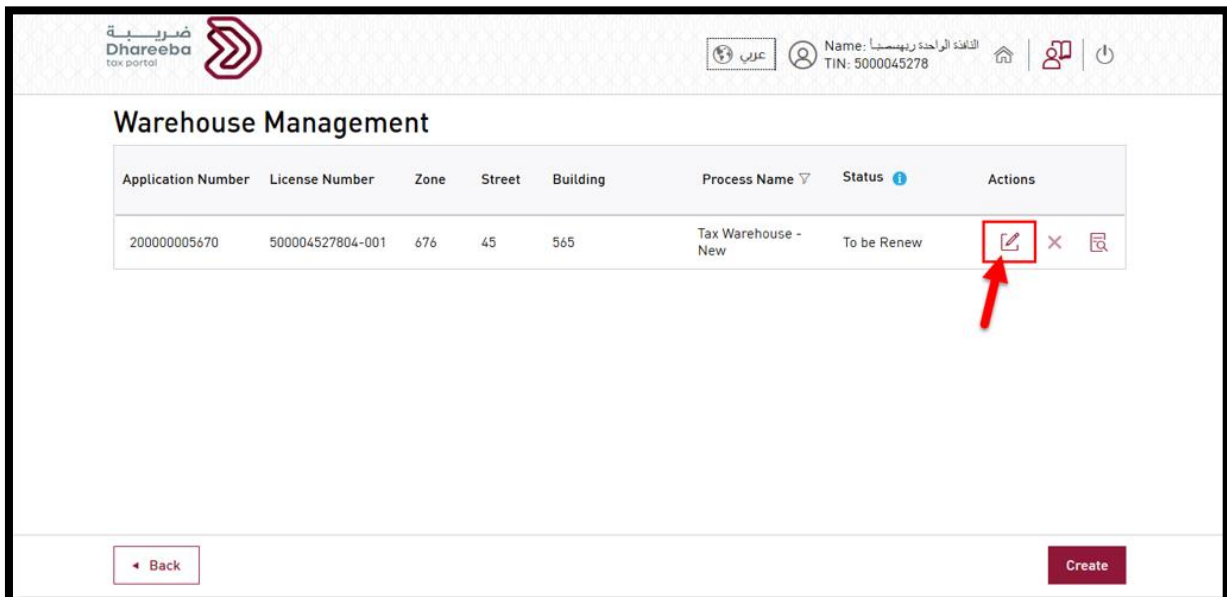 ضريبة
Dhareeba
tax portal
عربي
Name: النافذة الواحدة
TIN: 5000045278
Warehouse Management
Application Number License Number Zone Street Building Process Name Status Actions
200000005670 500004527804-001 676 45 565 Tax Warehouse - New To be Renew
Back
Create